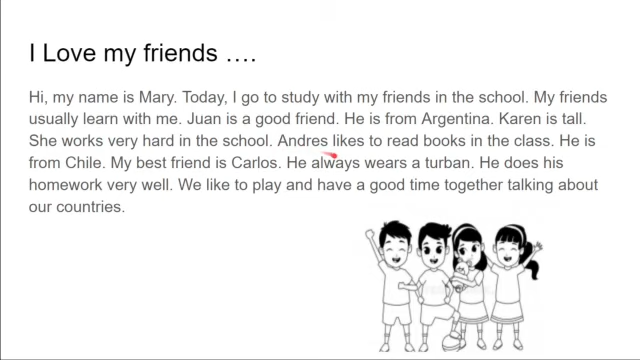 I Love my friends ….
Hi, my name is Mary. Today, I go to study with my friends in the school. My friends
usually learn with me. Juan is a good friend. He is from Argentina. Karen is tall.
She works very hard in the school. Andres likes to read books in the class. He is
from Chile. My best friend is Carlos. He always wears a turban. He does his
homework very well. We like to play and have a good time together talking about
our countries.